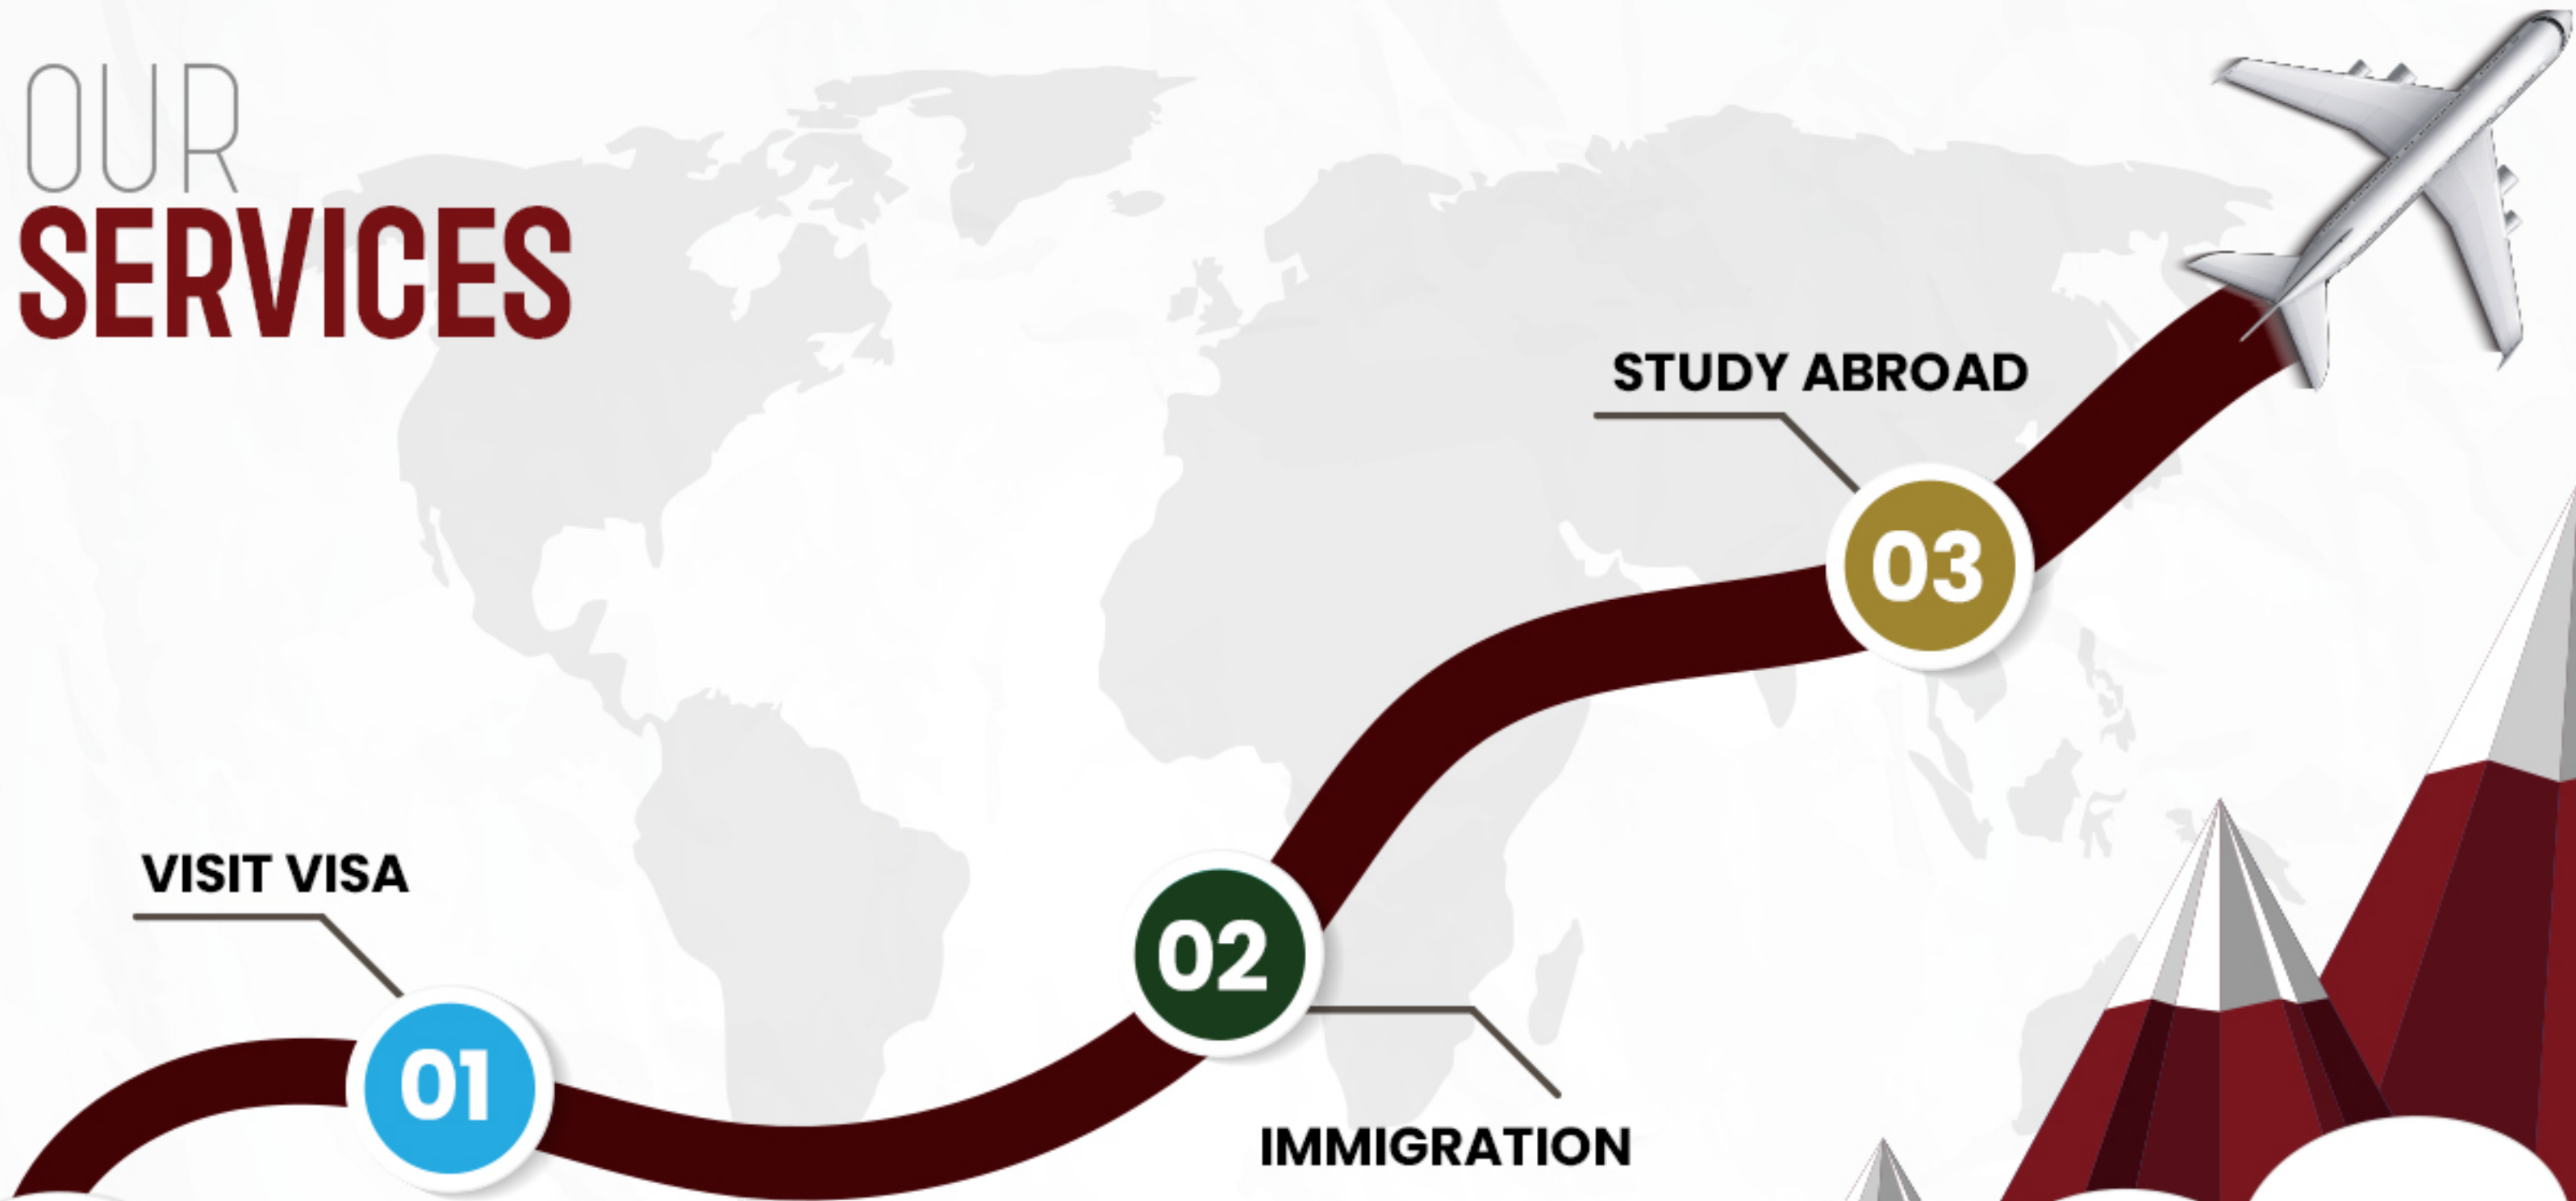 OUR
SERVICES
STUDY ABROAD
03
VISIT VISA
02
01
IMMIGRATION